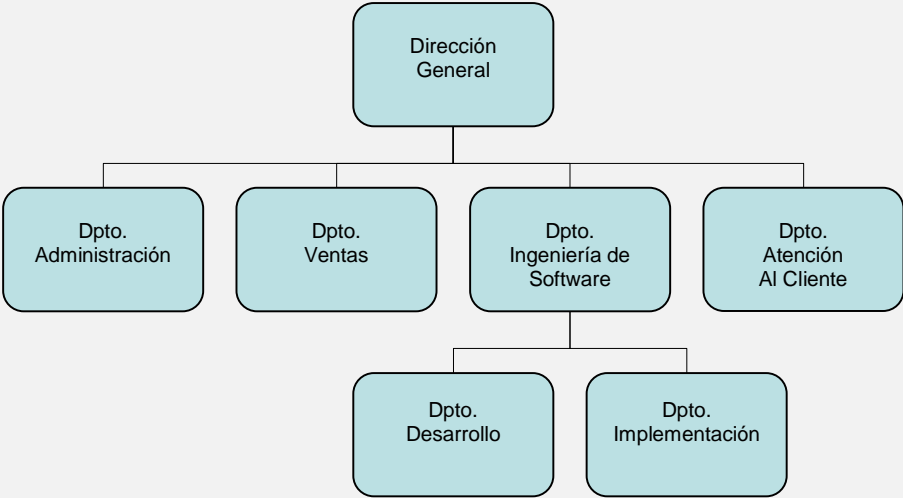 Dirección
General
Dpto.
Administración
Dpto.
Ventas
Dpto.
Ingeniería de
Software
Dpto.
Atención
Al Cliente
Dpto.
Desarrollo
Dpto.
Implementación